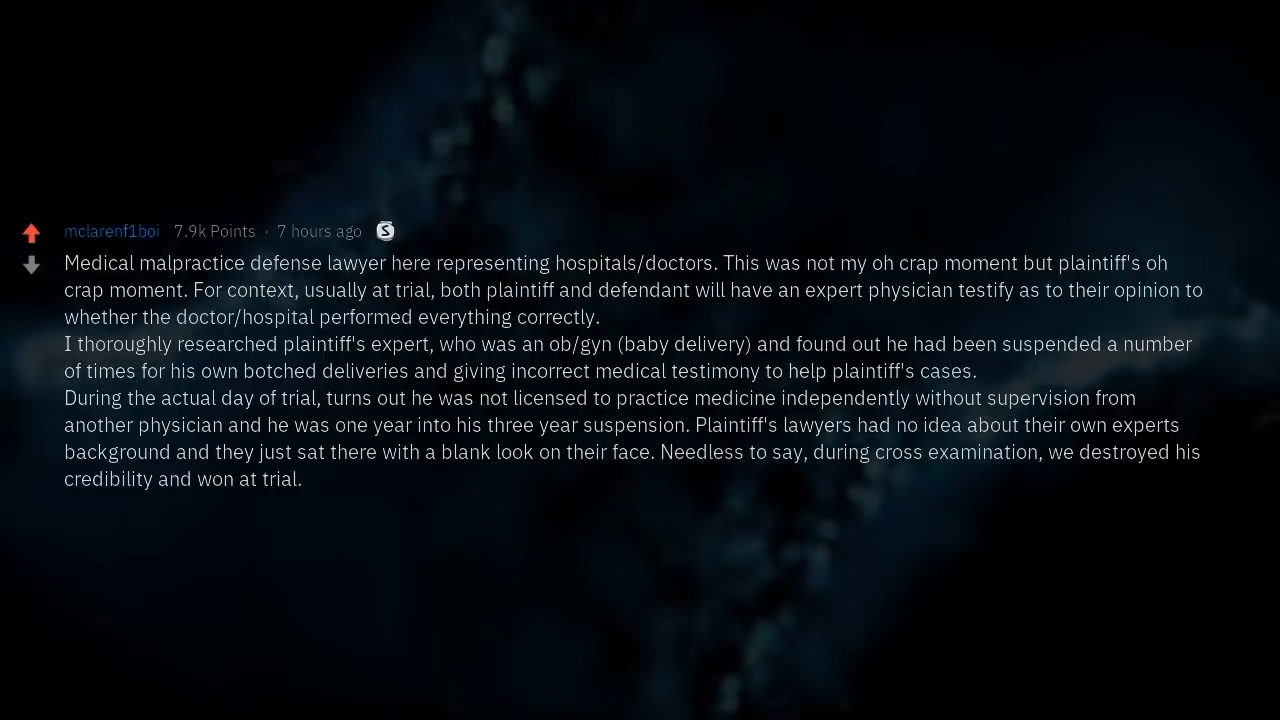 mclarenf1boi 7.9k Points · 7 hours ago S
Medical malpractice defense lawyer here representing hospitals/doctors. This was not my oh crap moment but plaintiff's oh
crap moment. For context, usually at trial, both plaintiff and defendant will have an expert physician testify as to their opinion to
whether the doctor/hospital performed everything correctly.
I thoroughly researched plaintiff's expert, who was an ob/gyn (baby delivery) and found out he had been suspended a number
of times for his own botched deliveries and giving incorrect medical testimony to help plaintiff's cases.
During the actual day of trial, turns out he was not licensed to practice medicine independently without supervision from
another physician and he was one year into his three year suspension. Plaintiff's lawyers had no idea about their own experts
background and they just sat there with a blank look on their face. Needless to say, during cross examination, we destroyed his
credibility and won at trial.